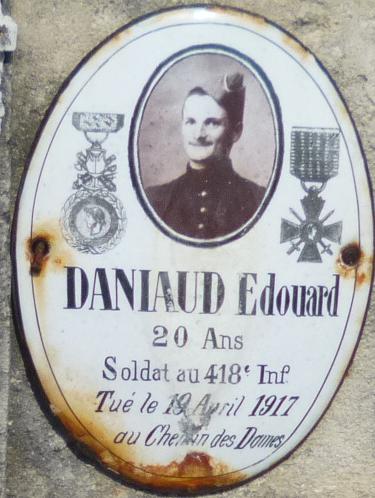 DANIAUD Edouard
20 Ans
Soldat au 418e Inf
Tué le 19 Avril 1917
au Chemin des Dames